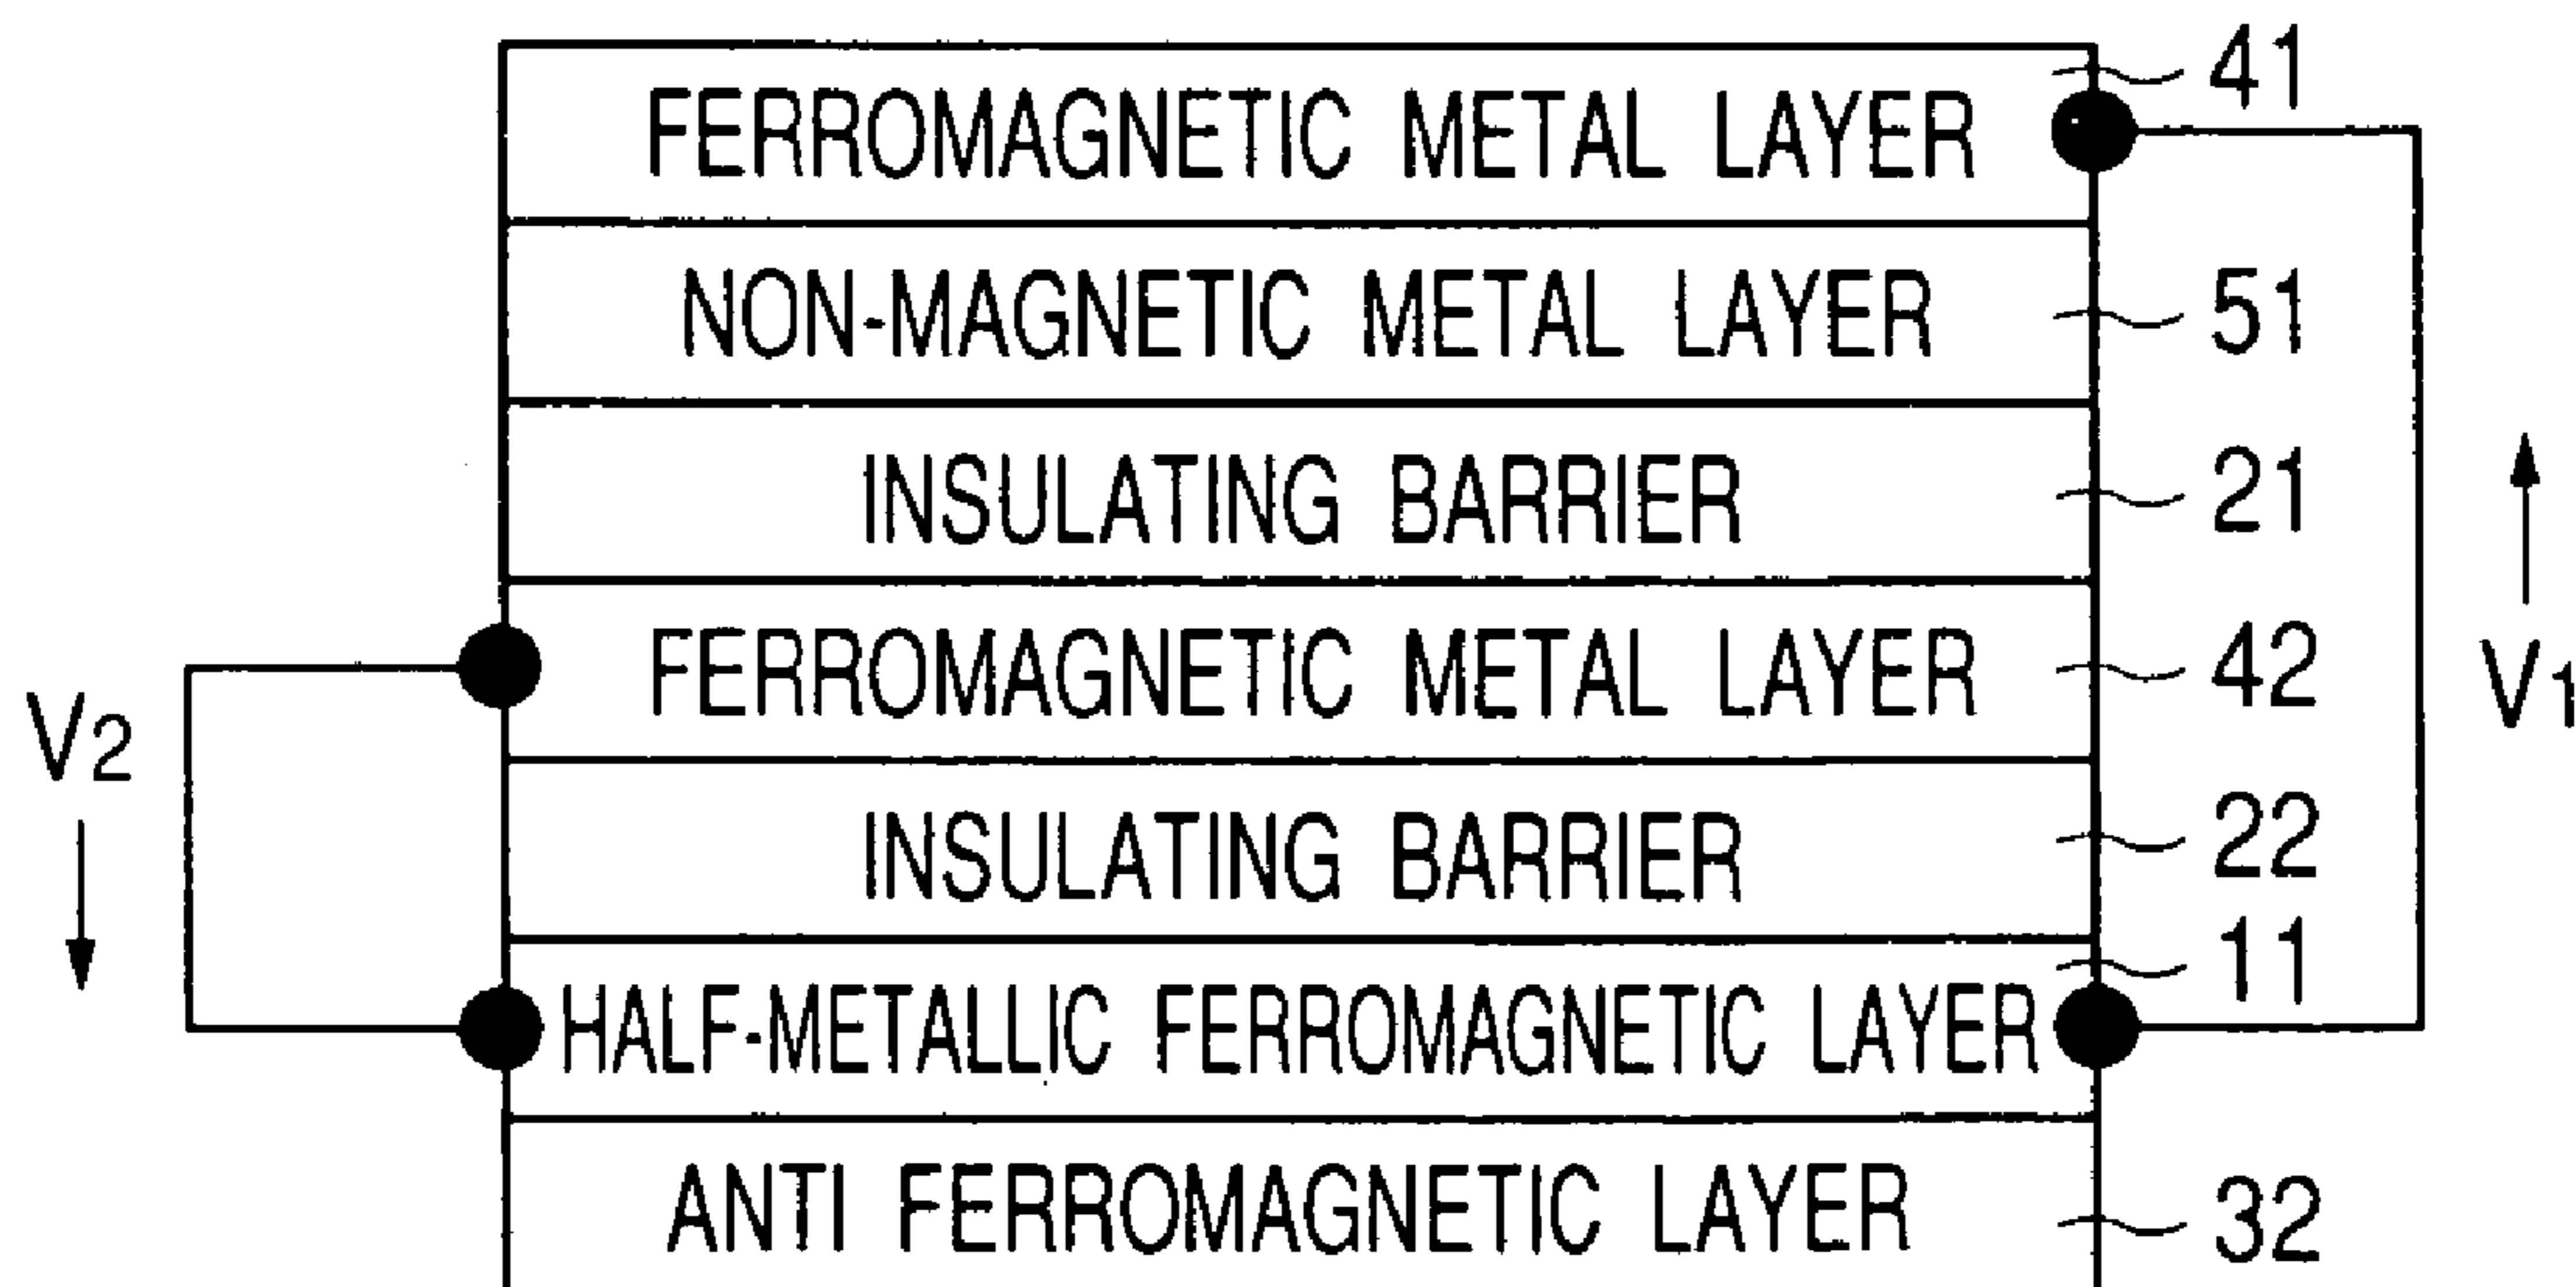 FERROMAGNETIC METAL LAYER 41
NON-MAGNETIC METAL LAYER 51
INSULATING BARRIER 21
FERROMAGNETIC METAL LAYER 42
V2
V1
INSULATING BARRIER 22
HALF-METALLIC FERROMAGNETIC LAYER 11
ANTI FERROMAGNETIC LAYER 32